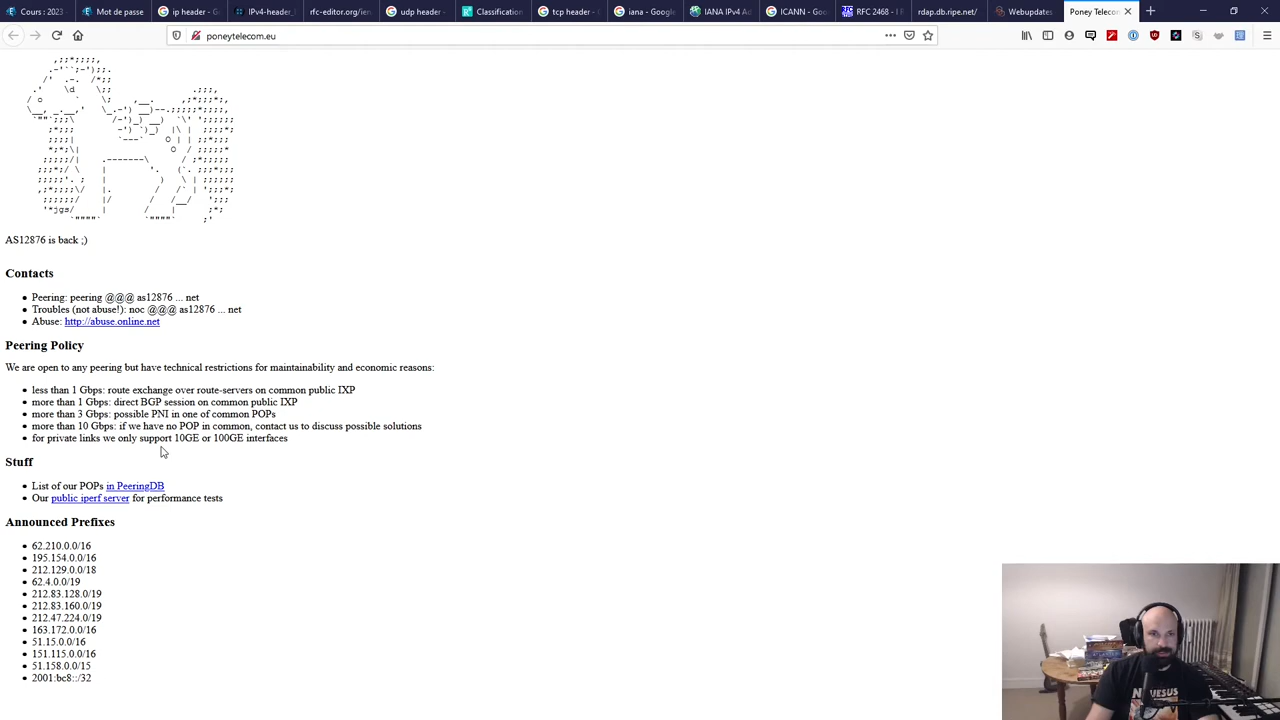 Cours : 2023
Mot de passe
ip header - G
IPv4-header_
rfc-editor.org/ien
udp header -
Classification
tcp header -
iana - Google
IANA IPv4 Ad
ICANN - Goo
RFC 2468 - I R
rdap.db.ripe.net/
Webupdates
Poney Telecom
poneytelecom.eu
AS12876 is back ;)
Contacts
Peering: peering @@@ as12876 ... net
Troubles (not abuse!): noc @@@ as12876 ... net
Abuse: http://abuse.online.net
Peering Policy
We are open to any peering but have technical restrictions for maintainability and economic reasons:
less than 1 Gbps: route exchange over route-servers on common public IXP
more than 1 Gbps: direct BGP session on common public IXP
more than 3 Gbps: possible PNI in one of common POPs
more than 10 Gbps: if we have no POP in common, contact us to discuss possible solutions
for private links we only support 10GE or 100GE interfaces
Stuff
List of our POPs in PeeringDB
Our public iperf server for performance tests
Announced Prefixes
62.210.0.0/16
195.154.0.0/16
212.129.0.0/18
62.4.0.0/19
212.83.128.0/19
212.83.160.0/19
212.47.224.0/19
163.172.0.0/16
51.15.0.0/16
151.115.0.0/16
51.158.0.0/15
2001:bc8::/32